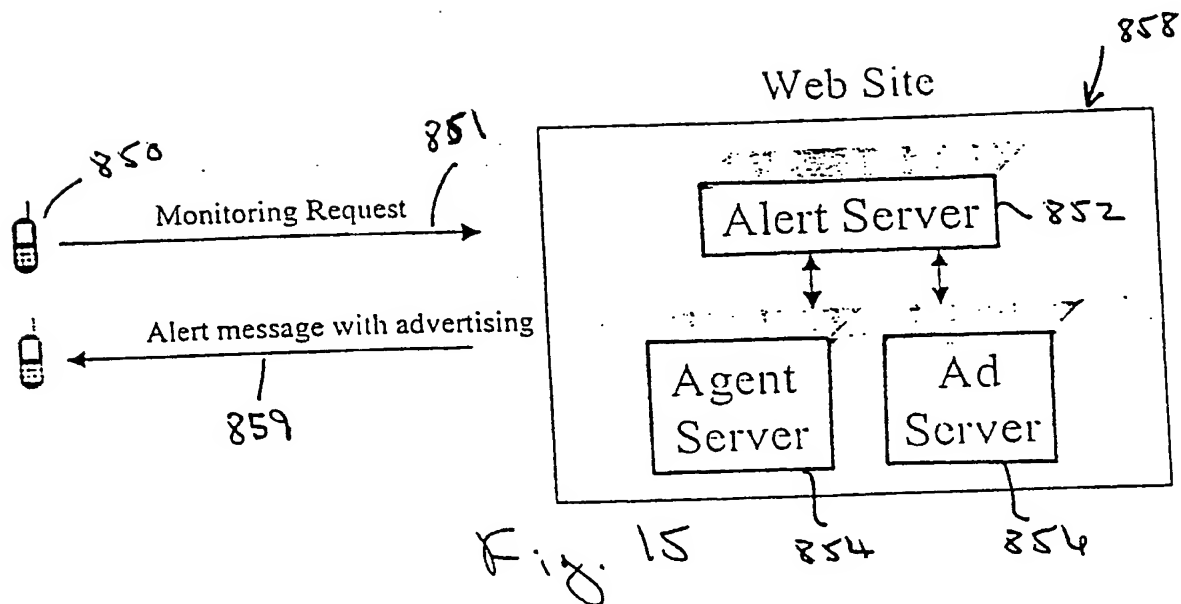 858
Web Site
850
851
Monitoring Request
Alert Server
852
Alert message with advertising
859
Agent
Server
Ad
Server
Fig. 15
854
856